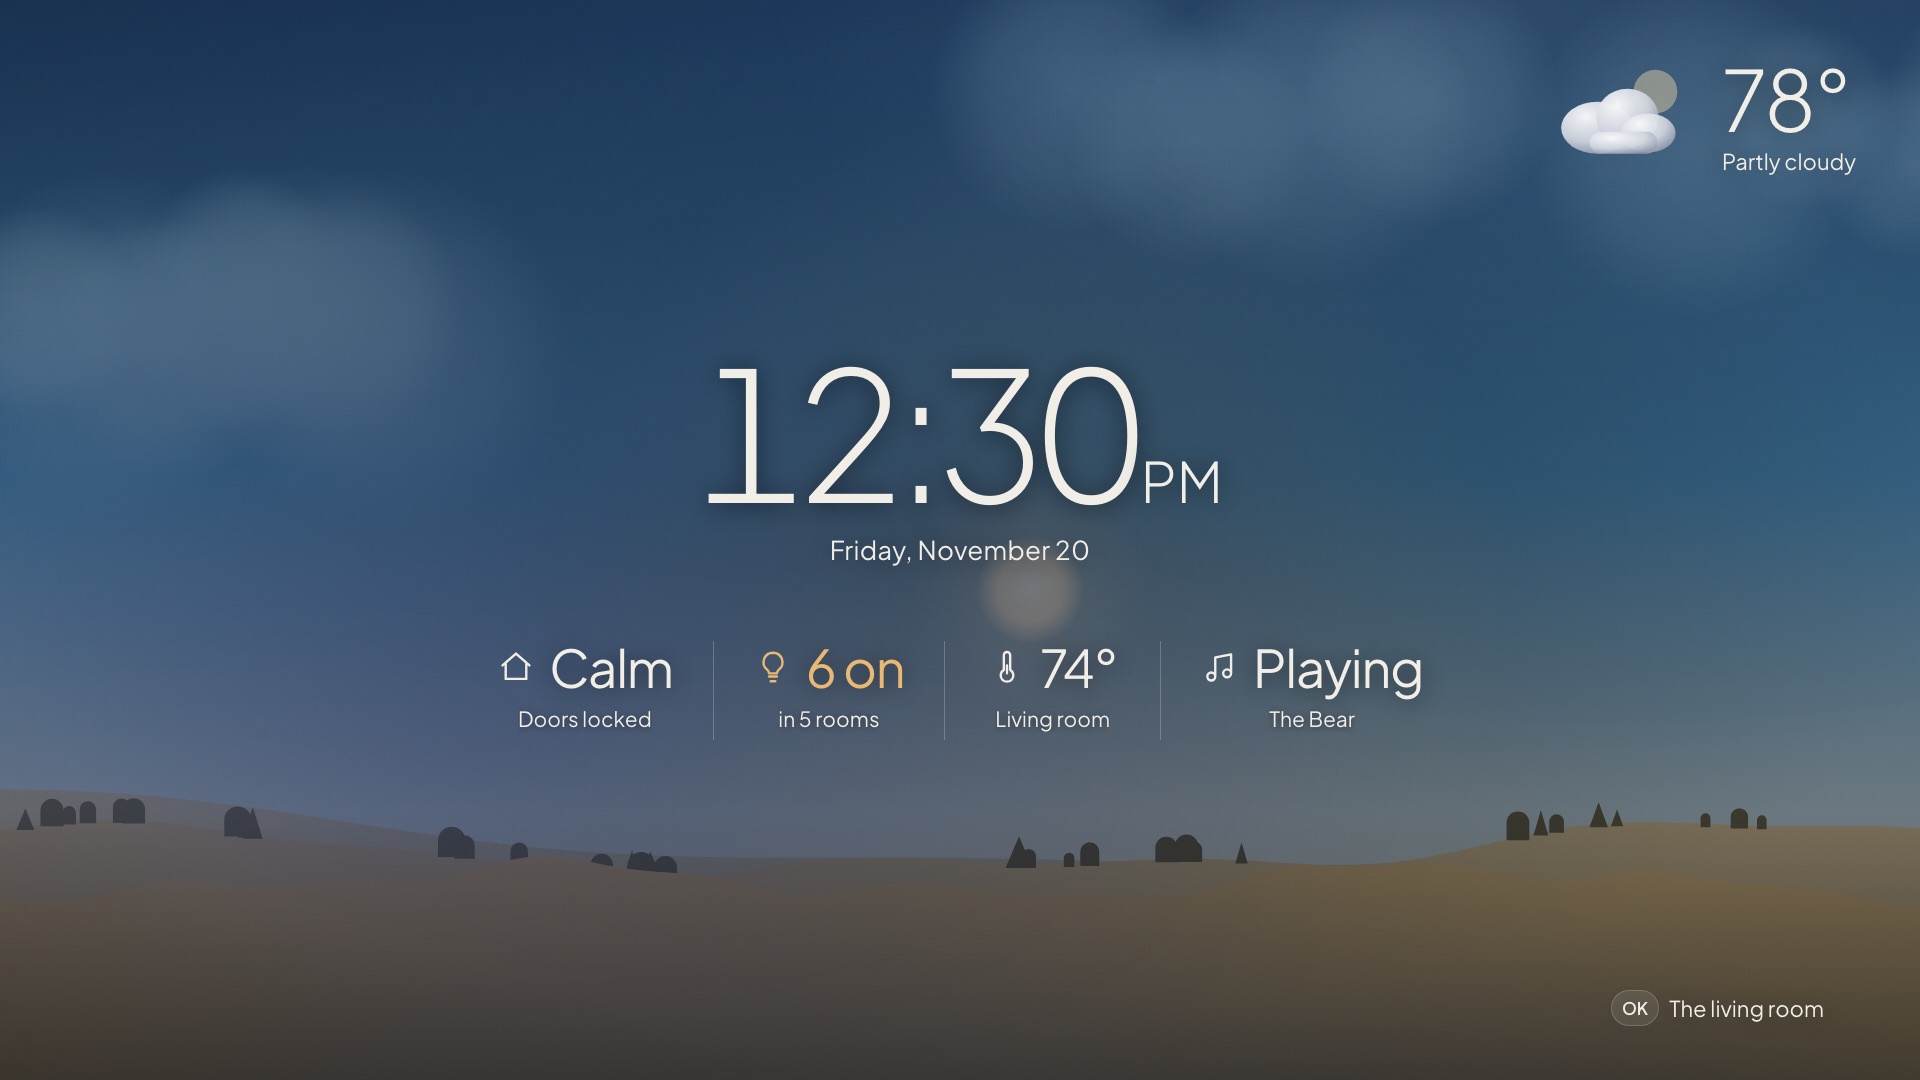 78°
Partly cloudy
12:30PM
Friday, November 20
Calm
Doors locked
6 on
in 5 rooms
74°
Living room
Playing
The Bear
OK The living room